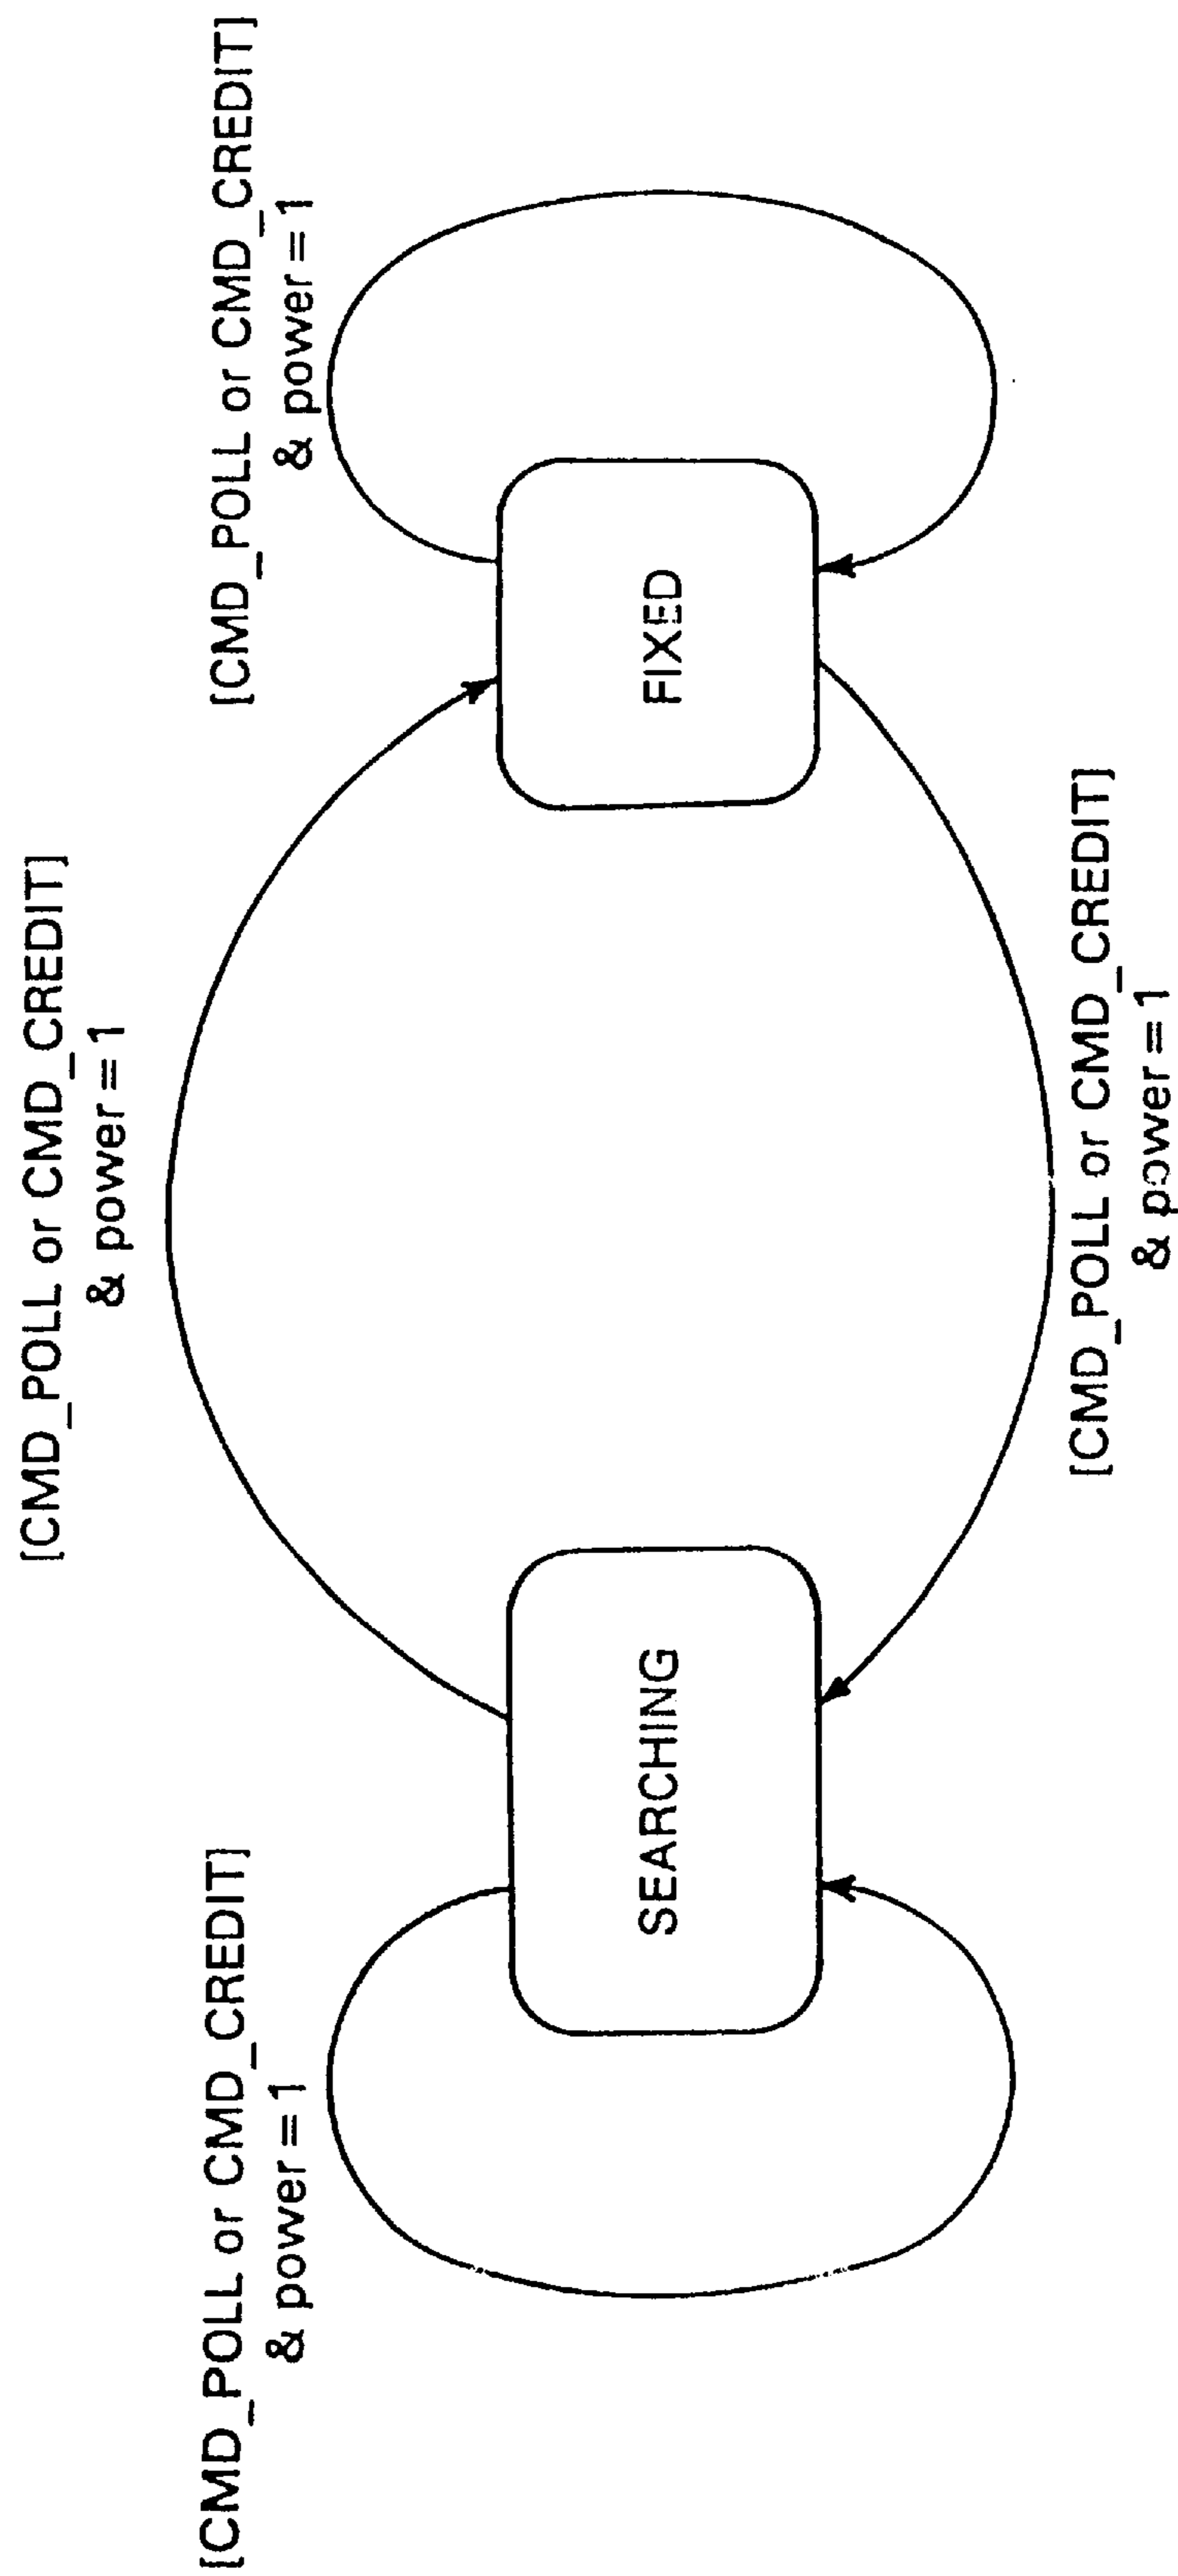 [CMD_POLL or CMD_CREDIT]
& power=1
[CMD_POLL or CMD_CREDIT]
& power=1
[CMD_POLL or CMD_CREDIT]
& power=1
SEARCHING
FIXED
[CMD_POLL or CMD_CREDIT]
& power=1